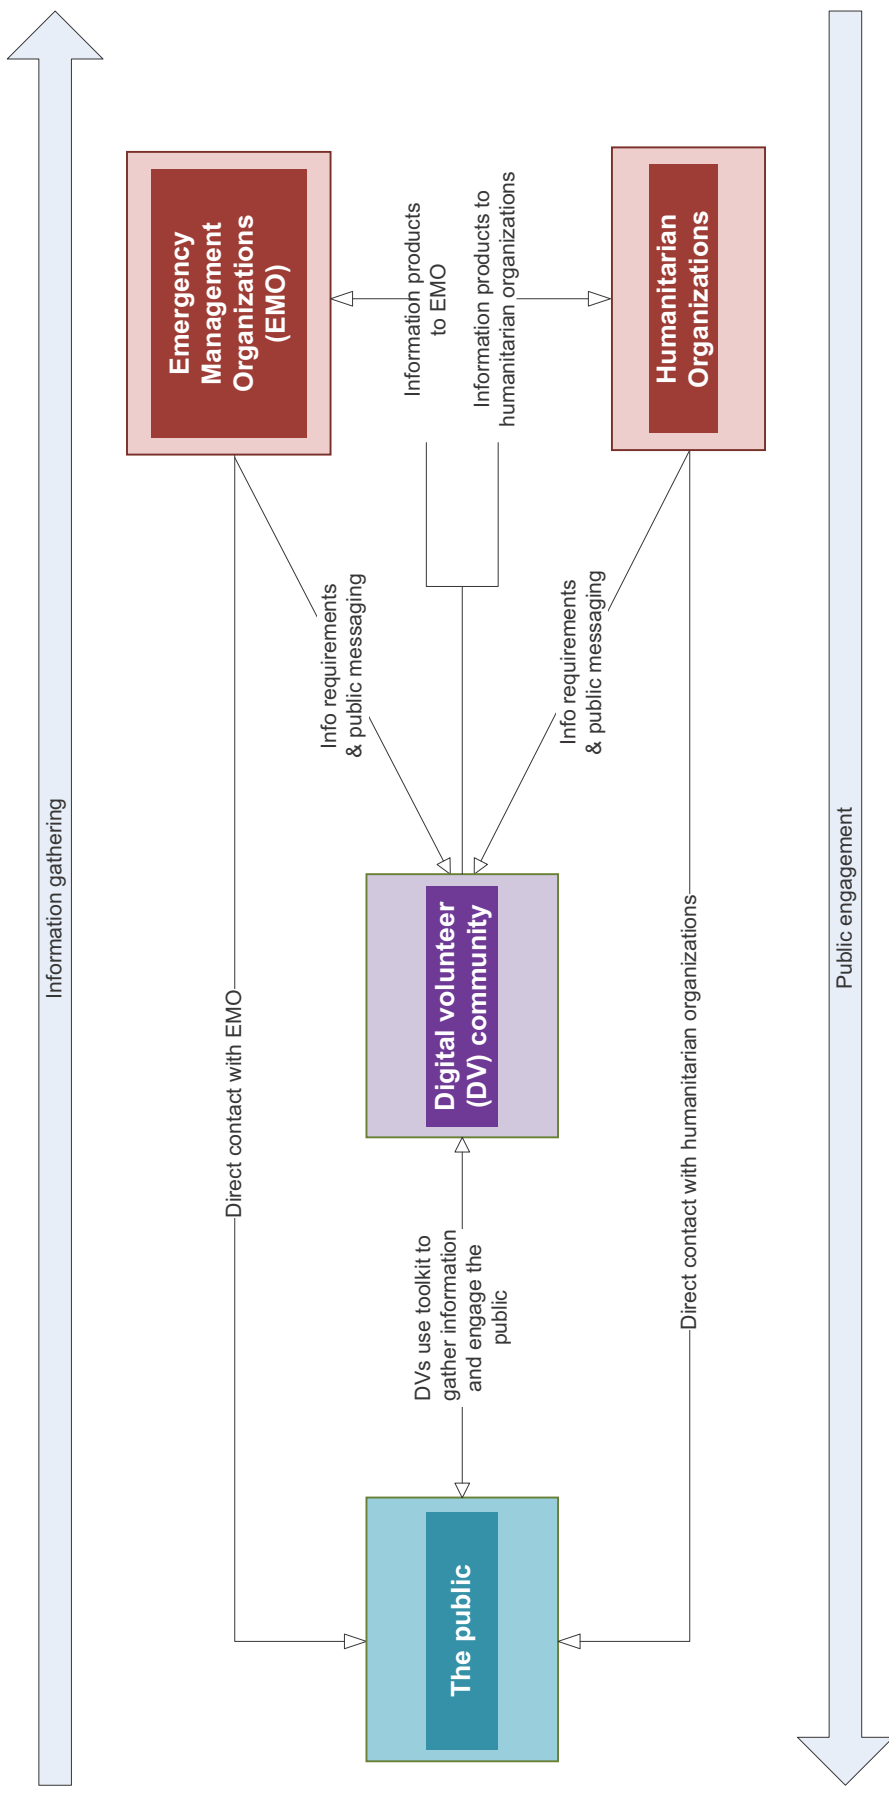 Information gathering
Emergency
Management
Organizations
(EMO)
Direct contact with EMO
Info requirements
& public messaging
Information products
to EMO
Information products to
humanitarian organizations
The public
DVs use toolkit to
gather information
and engage the
public
Digital volunteer
(DV) community
Info requirements
& public messaging
Humanitarian
Organizations
Direct contact with humanitarian organizations
Public engagement